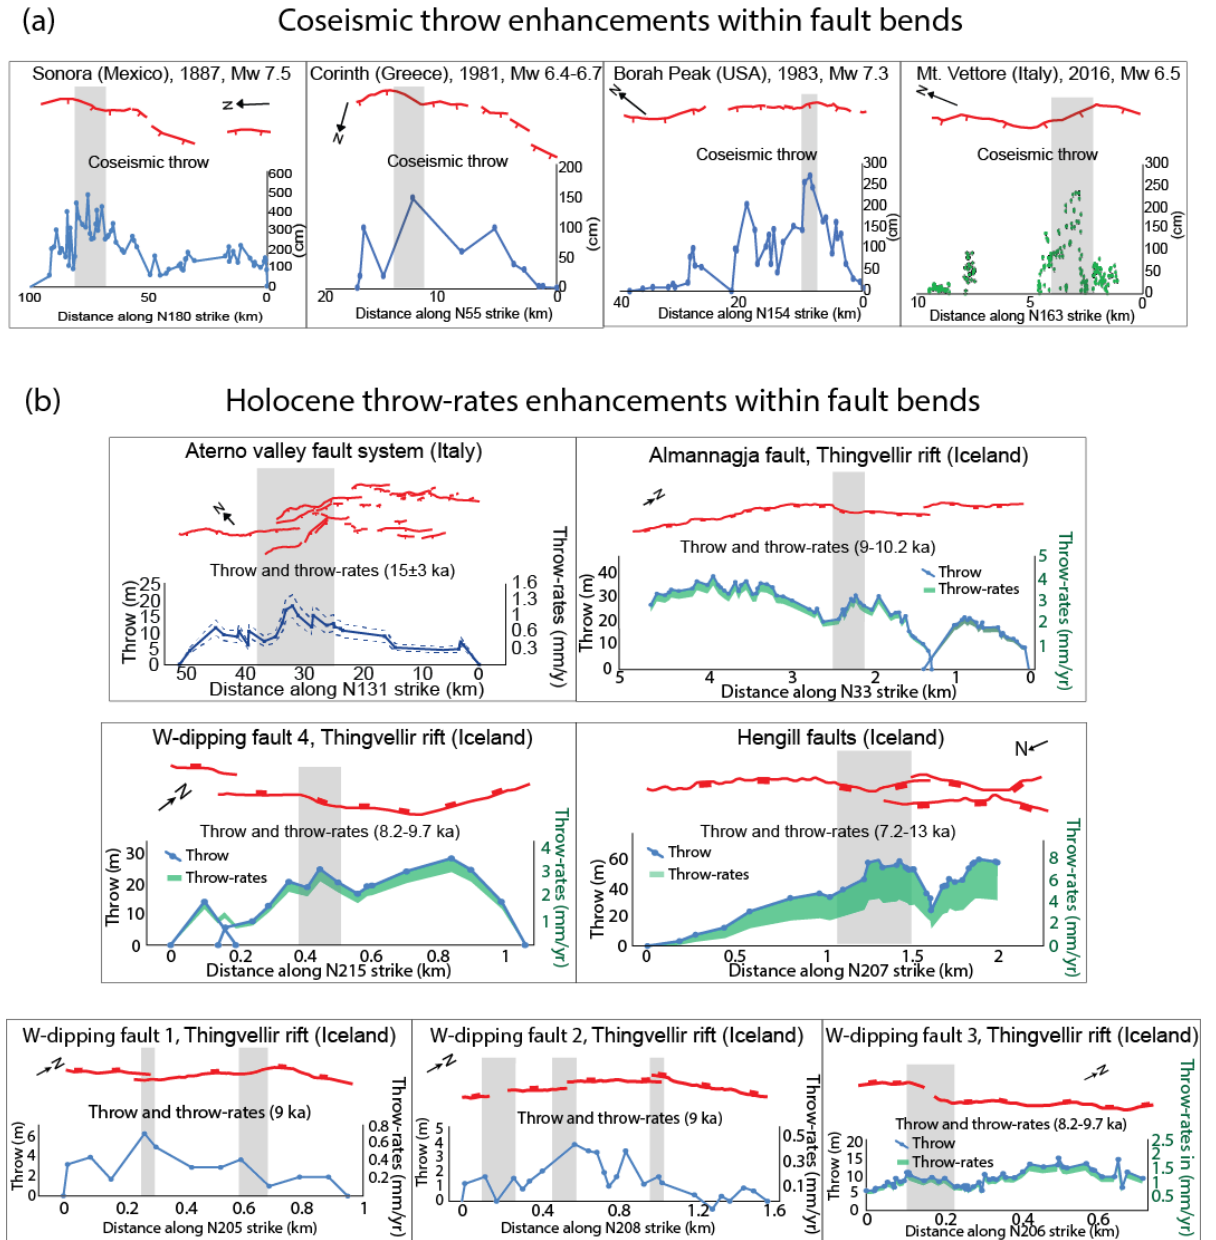 (a) Coseismic throw enhancements within fault bends
Sonora (Mexico), 1887, Mw 7.5
N
Coseismic throw
600
500
400
300
200
100
0
(cm)
100 50 0
Distance along N180 strike (km)
Corinth (Greece), 1981, Mw 6.4-6.7
N
Coseismic throw
200
150
100
50
0
(cm)
20 10 0
Distance along N55 strike (km)
Borah Peak (USA), 1983, Mw 7.3
N
Coseismic throw
300
250
200
150
100
50
0
(cm)
40 20 0
Distance along N154 strike (km)
Mt. Vettore (Italy), 2016, Mw 6.5
N
Coseismic throw
300
250
200
150
100
50
0
(cm)
10 5 0
Distance along N163 strike (km)
(b) Holocene throw-rates enhancements within fault bends
Aterno valley fault system (Italy)
N
Throw and throw-rates (15±3 ka)
Throw (m)
25
20
15
10
5
0
Throw-rates (mm/y)
1.6
1.3
1
0.6
0.3
50 40 30 20 10 0
Distance along N131 strike (km)
Almannagja fault, Thingvellir rift (Iceland)
N
Throw and throw-rates (9-10.2 ka)
Throw
Throw-rates
Throw (m)
40
30
20
10
0
Throw-rates (mm/yr)
5
4
3
2
1
5 4 3 2 1 0
Distance along N33 strike (km)
W-dipping fault 4, Thingvellir rift (Iceland)
N
Throw and throw-rates (8.2-9.7 ka)
Throw
Throw-rates
Throw (m)
30
20
10
0
Throw-rates (mm/yr)
4
3
2
1
0 0.2 0.4 0.6 0.8 1
Distance along N215 strike (km)
Hengill faults (Iceland)
N
Throw and throw-rates (7.2-13 ka)
Throw
Throw-rates
Throw (m)
60
40
20
0
Throw-rates (mm/yr)
8
6
4
2
0
0 0.5 1 1.5 2
Distance along N207 strike (km)
W-dipping fault 1, Thingvellir rift (Iceland)
N
Throw and throw-rates (9 ka)
Throw (m)
6
4
2
0
Throw-rates (mm/yr)
0.8
0.6
0.4
0.2
0 0.2 0.4 0.6 0.8 1
Distance along N205 strike (km)
W-dipping fault 2, Thingvellir rift (Iceland)
N
Throw and throw-rates (9 ka)
Throw (m)
5
4
3
2
1
0
Throw-rates (mm/yr)
0.5
0.3
0.1
0 0.4 0.8 1.2 1.6
Distance along N208 strike (km)
W-dipping fault 3, Thingvellir rift (Iceland)
N
Throw and throw-rates (8.2-9.7 ka)
Throw
Throw-rates
Throw (m)
20
15
10
5
0
Throw-rates in (mm/yr)
2.5
2
1.5
1
0.5
0 0.2 0.4 0.6
Distance along N206 strike (km)